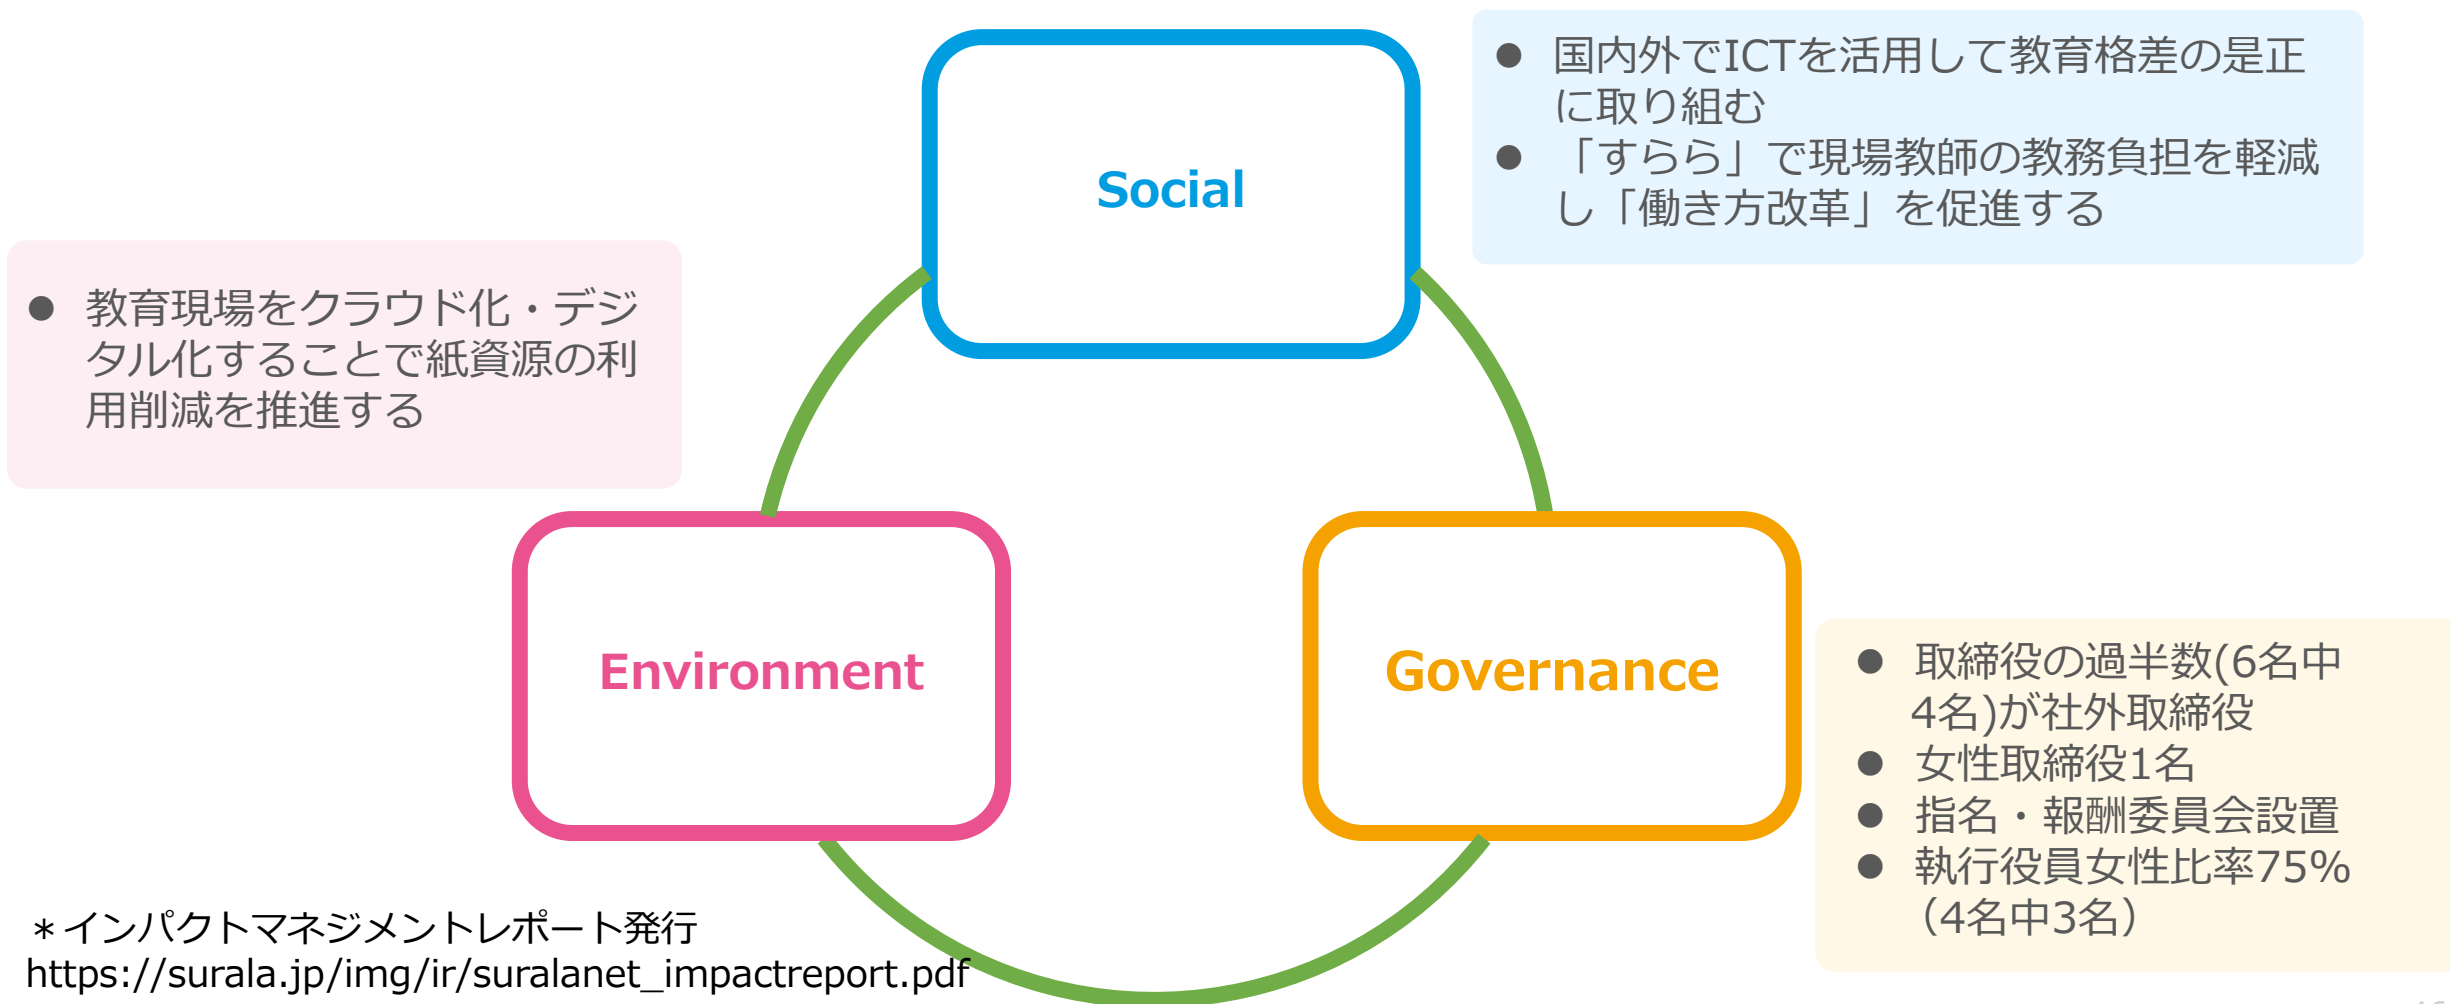 Social
● 国内外でICTを活用して教育格差の是正
に取り組む
● 「すらら」で現場教師の教務負担を軽減
し「働き方改革」を促進する
● 教育現場をクラウド化・デジ
タル化することで紙資源の利
用削減を推進する
Environment
Governance
● 取締役の過半数(6名中
4名)が社外取締役
● 女性取締役1名
● 指名・報酬委員会設置
● 執行役員女性比率75%
（4名中3名）
＊インパクトマネジメントレポート発行
https://surala.jp/img/ir/suralanet_impactreport.pdf